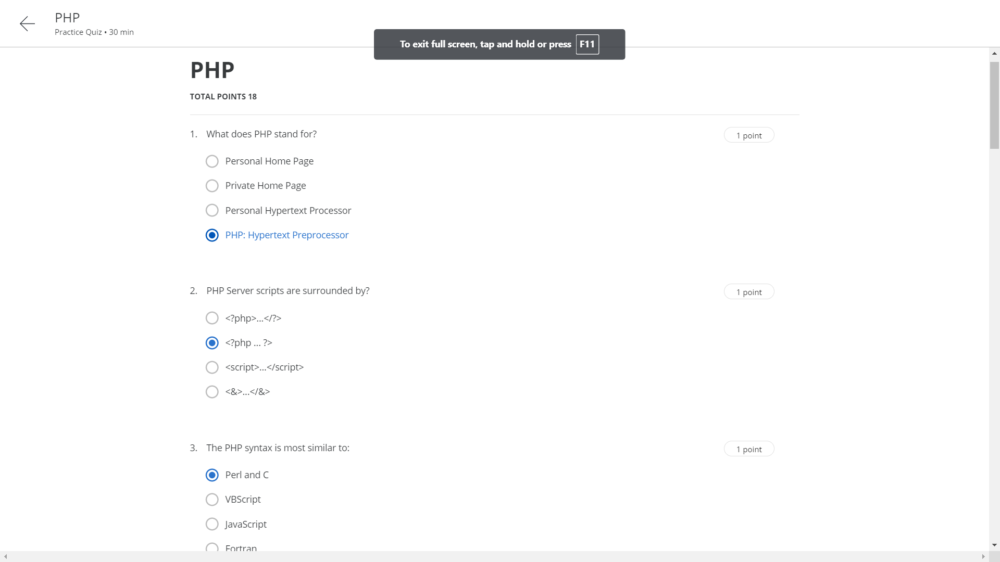 PHP
Practice Quiz • 30 min
To exit full screen, tap and hold or press F11
PHP
TOTAL POINTS 18
1. What does PHP stand for?
1 point
Personal Home Page
Private Home Page
Personal Hypertext Processor
PHP: Hypertext Preprocessor
2. PHP Server scripts are surrounded by?
1 point
<?php>...</?>
<?php ... ?>
<script>...</script>
<&>...</&>
3. The PHP syntax is most similar to:
1 point
Perl and C
VBScript
JavaScript
Fortran